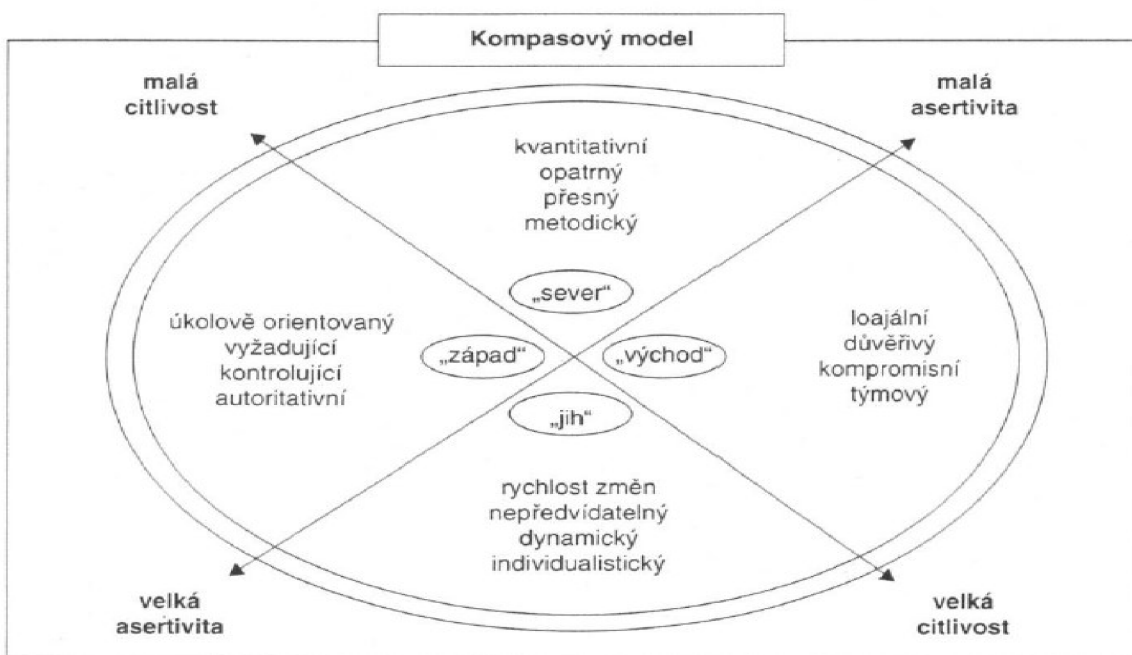 Kompasový model
malá
citlivost
malá
asertivita
kvantitativní
opatrný
přesný
metodický
„sever“
úkolově orientovaný
vyžadující
kontrolující
autoritativní
„západ“
„východ“
loajální
důvěřivý
kompromisní
týmový
„jih“
rychlost změn
nepředvídatelný
dynamický
individualistický
velká
asertivita
velká
citlivost